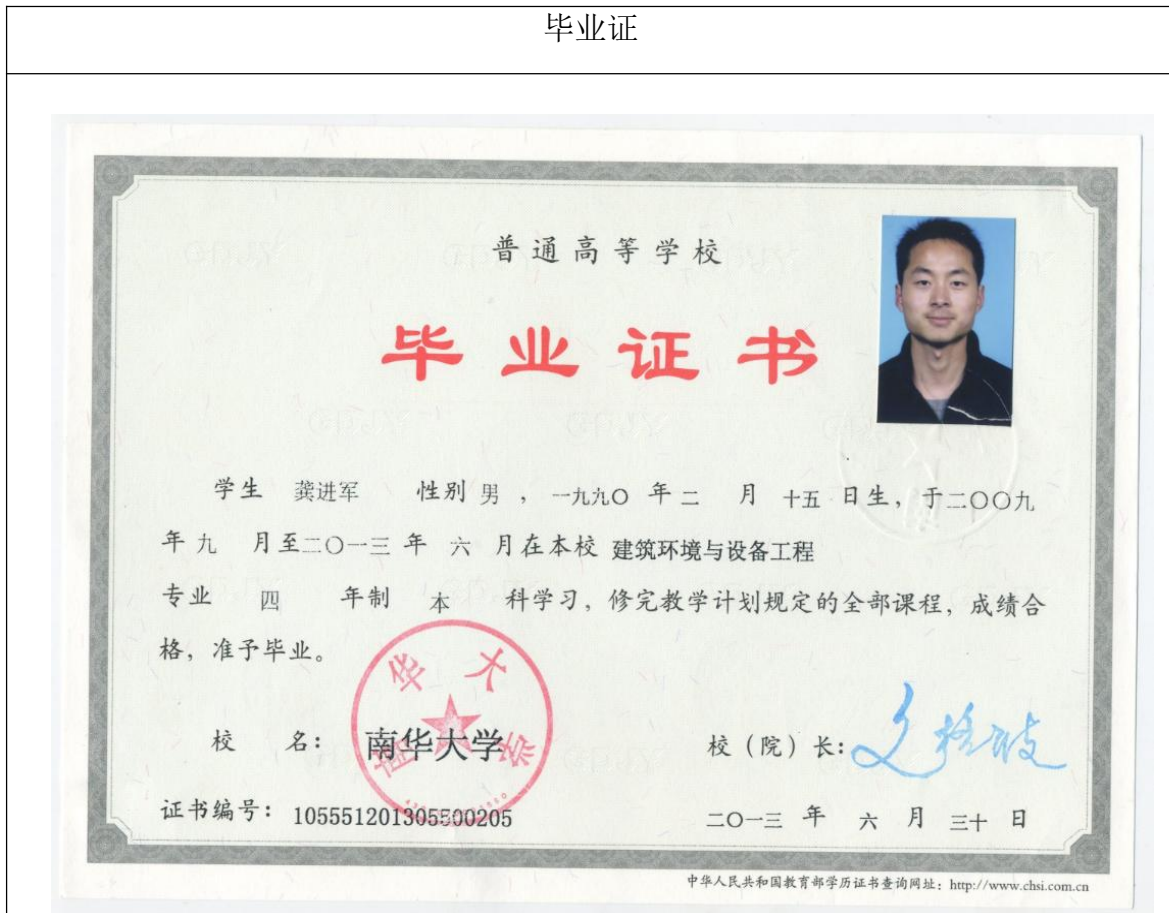 毕业证
普通高等学校
毕业证书
学生 龚进军 性别 男 ，一九九〇 年 二 月 十五 日生，于二〇〇九
年 九 月至二〇一三 年 六 月在本校 建筑环境与设备工程
专业 四 年制 本 科学习，修完教学计划规定的全部课程，成绩合
格，准予毕业。
南华大学
校 名： 南华大学 校（院）长：文格波
证书编号：105551201305500205 二〇一三 年 六 月 三十 日
中华人民共和国教育部学历证书查询网址：http://www.chsi.com.cn